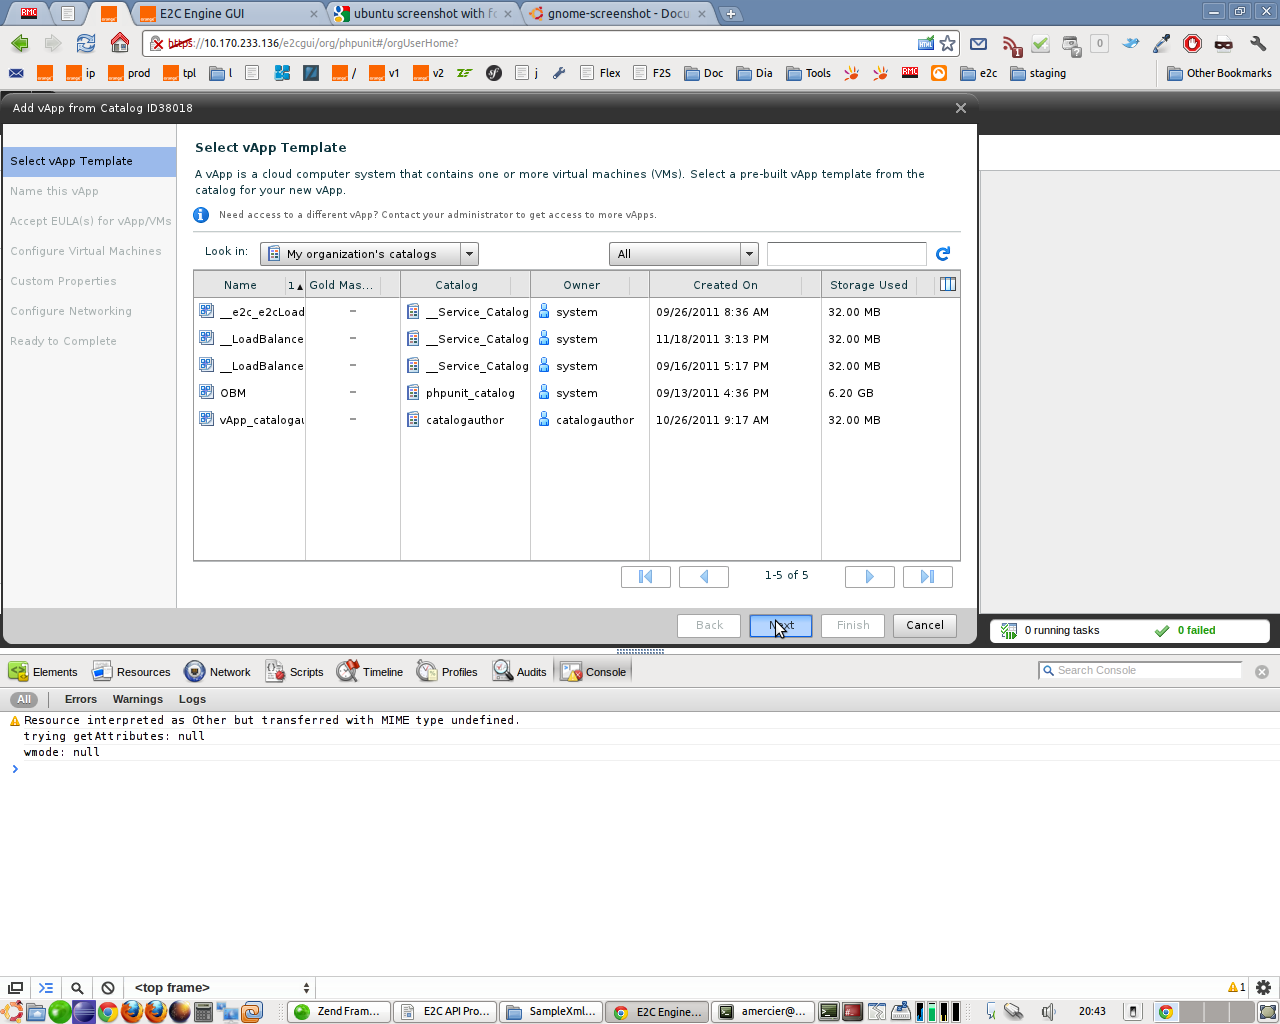 RMC
E2C Engine GUI
ubuntu screenshot with fo
gnome-screenshot - Docu
https://10.170.233.136/e2cgui/org/phpunit#/orgUserHome?
0
ip
prod
tpl
l
/
v1
v2
j
Flex
F2S
Doc
Dia
Tools
RMC
e2c
staging
Other Bookmarks
Add vApp from Catalog ID38018
Select vApp Template
Name this vApp
Accept EULA(s) for vApp/VMs
Configure Virtual Machines
Custom Properties
Configure Networking
Ready to Complete
Select vApp Template
A vApp is a cloud computer system that contains one or more virtual machines (VMs). Select a pre-built vApp template from the
catalog for your new vApp.
Need access to a different vApp? Contact your administrator to get access to more vApps.
Look in: My organization's catalogs All
Name 1▲ Gold Mas... Catalog Owner Created On Storage Used
__e2c_e2cLoad – __Service_Catalog system 09/26/2011 8:36 AM 32.00 MB
__LoadBalance – __Service_Catalog system 11/18/2011 3:13 PM 32.00 MB
__LoadBalance – __Service_Catalog system 09/16/2011 5:17 PM 32.00 MB
OBM – phpunit_catalog system 09/13/2011 4:36 PM 6.20 GB
vApp_catalogau – catalogauthor catalogauthor 10/26/2011 9:17 AM 32.00 MB
1-5 of 5
Back Next Finish Cancel
0 running tasks 0 failed
Elements Resources Network Scripts Timeline Profiles Audits Console Search Console
All Errors Warnings Logs
Resource interpreted as Other but transferred with MIME type undefined.
trying getAttributes: null
wmode: null
<top frame> 1
Zend Fram... E2C API Pro... SampleXml... E2C Engine... amercier@... 20:43